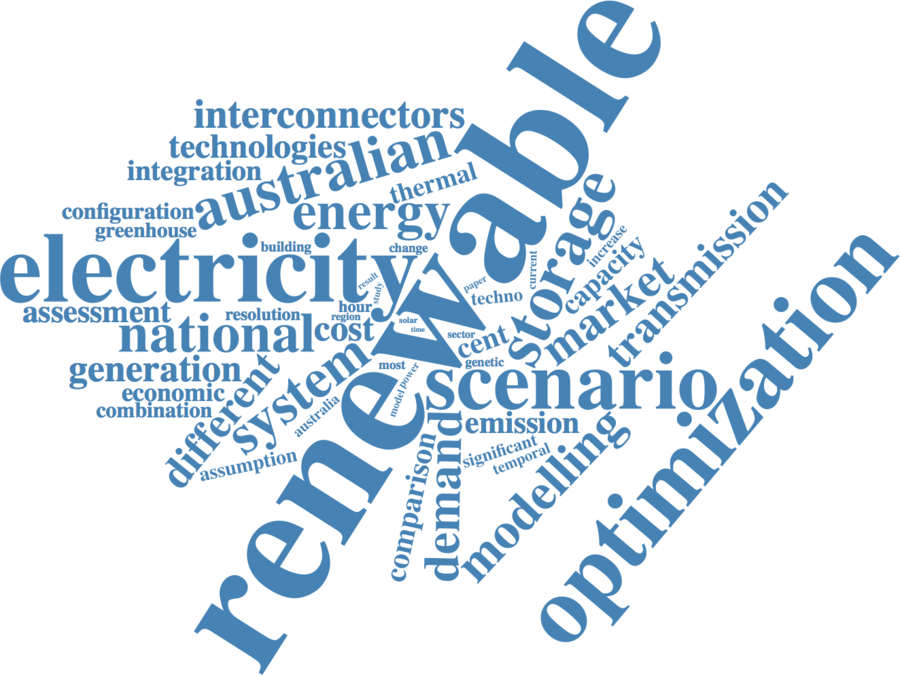 renewable
interconnectors
technologies
australian
integration
thermal
configuration
energy
storage
greenhouse
building
change
increase
transmission
electricity
result
study
paper
current
capacity
techno
market
optimization
assessment
resolution
hour
region
solar
time
national
cost
sector
cent
genetic
generation
system
most
model
power
scenario
different
economic
combination
australia
emission
demand
assumption
comparison
significant
temporal
modelling